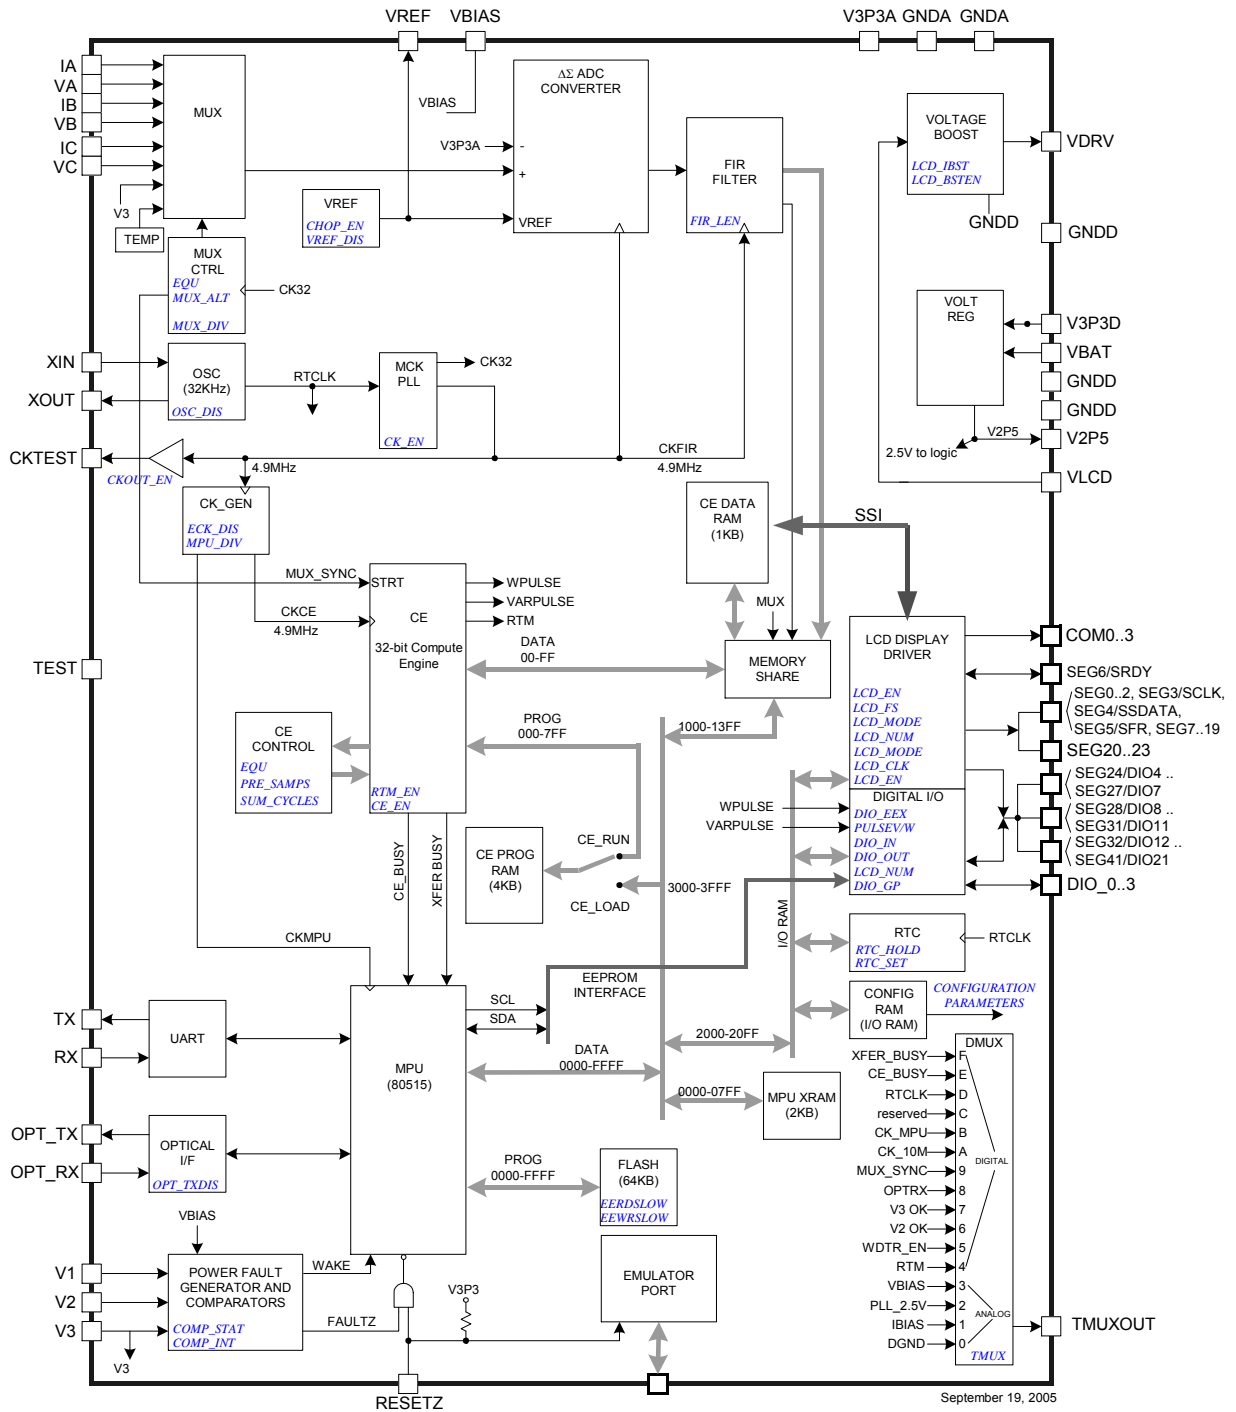 VREF VBIAS V3P3A GNDA GNDA
IA
VA
IB
VB
IC
VC
MUX
V3
TEMP
VBIAS
ΔΣ ADC
CONVERTER
V3P3A
-
+
VREF
VREF
CHOP_EN
VREF_DIS
FIR
FILTER
FIR_LEN
VOLTAGE
BOOST
LCD_IBST
LCD_BSTEN
GNDD
VDRV
GNDD
MUX
CTRL
EQU
MUX_ALT
MUX_DIV
CK32
VOLT
REG
V3P3D
VBAT
GNDD
GNDD
V2P5
V2P5
2.5V to logic
VLCD
XIN
XOUT
OSC
(32KHz)
OSC_DIS
RTCLK
MCK
PLL
CK_EN
CK32
CKTEST
CKOUT_EN
4.9MHz
CKFIR
4.9MHz
CK_GEN
ECK_DIS
MPU_DIV
CE DATA
RAM
(1KB)
SSI
MUX_SYNC
STRT
CKCE
4.9MHz
CE
32-bit Compute
Engine
RTM_EN
CE_EN
WPULSE
VARPULSE
RTM
DATA
00-FF
MUX
MEMORY
SHARE
TEST
LCD DISPLAY
DRIVER
LCD_EN
LCD_FS
LCD_MODE
LCD_NUM
LCD_MODE
LCD_CLK
LCD_EN
DIGITAL I/O
DIO_EEX
PULSEV/W
DIO_IN
DIO_OUT
LCD_NUM
DIO_GP
COM0..3
SEG6/SRDY
SEG0..2, SEG3/SCLK,
SEG4/SSDATA,
SEG5/SFR, SEG7..19
SEG20..23
SEG24/DIO4 ..
SEG27/DIO7
SEG28/DIO8 ..
SEG31/DIO11
SEG32/DIO12 ..
SEG41/DIO21
DIO_0..3
CE
CONTROL
EQU
PRE_SAMPS
SUM_CYCLES
PROG
000-7FF
1000-13FF
WPULSE
VARPULSE
CE PROG
RAM
(4KB)
CE_RUN
CE_LOAD
3000-3FFF
CE_BUSY
XFER BUSY
I/O RAM
RTC
RTC_HOLD
RTC_SET
RTCLK
CKMPU
EEPROM
INTERFACE
SCL
SDA
CONFIG
RAM
(I/O RAM)
CONFIGURATION
PARAMETERS
TX
RX
UART
MPU
(80515)
DATA
0000-FFFF
2000-20FF
0000-07FF
MPU XRAM
(2KB)
OPT_TX
OPT_RX
OPTICAL
I/F
OPT_TXDIS
PROG
0000-FFFF
FLASH
(64KB)
EERDSLOW
EEWRSLOW
DMUX
XFER_BUSY F
CE_BUSY E
RTCLK D
reserved C
CK_MPU B
CK_10M A
MUX_SYNC 9
OPTRX 8
V3 OK 7
V2 OK 6
WDTR_EN 5
RTM 4
VBIAS 3
PLL_2.5V 2
IBIAS 1
DGND 0
DIGITAL
ANALOG
TMUX
TMUXOUT
VBIAS
V1
V2
V3
V3
POWER FAULT
GENERATOR AND
COMPARATORS
COMP_STAT
COMP_INT
WAKE
FAULTZ
V3P3
EMULATOR
PORT
RESETZ
September 19, 2005